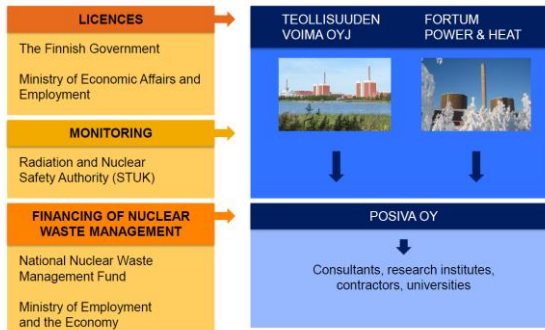 LICENCES
The Finnish Government
Ministry of Economic Affairs and
Employment
MONITORING
Radiation and Nuclear
Safety Authority (STUK)
FINANCING OF NUCLEAR
WASTE MANAGEMENT
National Nuclear Waste
Management Fund
Ministry of Employment
and the Economy
TEOLLISUUDEN
VOIMA OYJ
FORTUM
POWER & HEAT
POSIVA OY
Consultants, research institutes,
contractors, universities